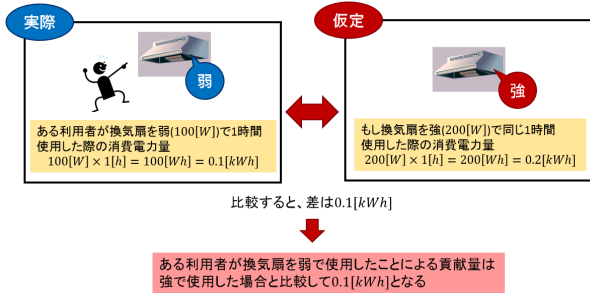 実際
弱
ある利用者が換気扇を弱(100[W])で1時間
使用した際の消費電力量
100[W] × 1[h] = 100[Wh] = 0.1[kWh]
仮定
強
もし換気扇を強(200[W])で同じ1時間
使用した際の消費電力量
200[W] × 1[h] = 200[Wh] = 0.2[kWh]
比較すると、差は0.1[kWh]
ある利用者が換気扇を弱で使用したことによる貢献量は
強で使用した場合と比較して0.1[kWh]となる